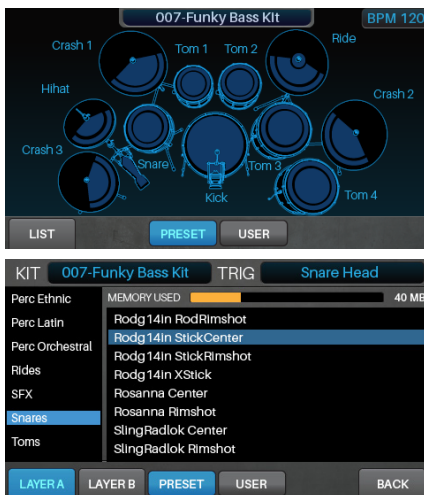 007-Funky Bass Kit
BPM 120
Crash 1
Tom 1
Tom 2
Ride
Hihat
Crash 2
Crash 3
Snare
Tom 3
Kick
Tom 4
LIST
PRESET
USER
KIT 007-Funky Bass Kit TRIG Snare Head
Perc Ethnic
Perc Latin
Perc Orchestral
Rides
SFX
Snares
Toms
MEMORY USED 40 MB
Rodg14in RodRimshot
Rodg14in StickCenter
Rodg14in StickRimshot
Rodg14in XStick
Rosanna Center
Rosanna Rimshot
SlingRadlok Center
SlingRadlok Rimshot
LAYER A
LAYER B
PRESET
USER
BACK